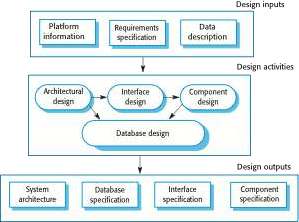 Design inputs
Platform
information
Requirements
specification
Data
description
Design activities
Architectural
design
Interface
design
Component
design
Database design
Design outputs
System
architecture
Database
specification
Interface
specification
Component
specification